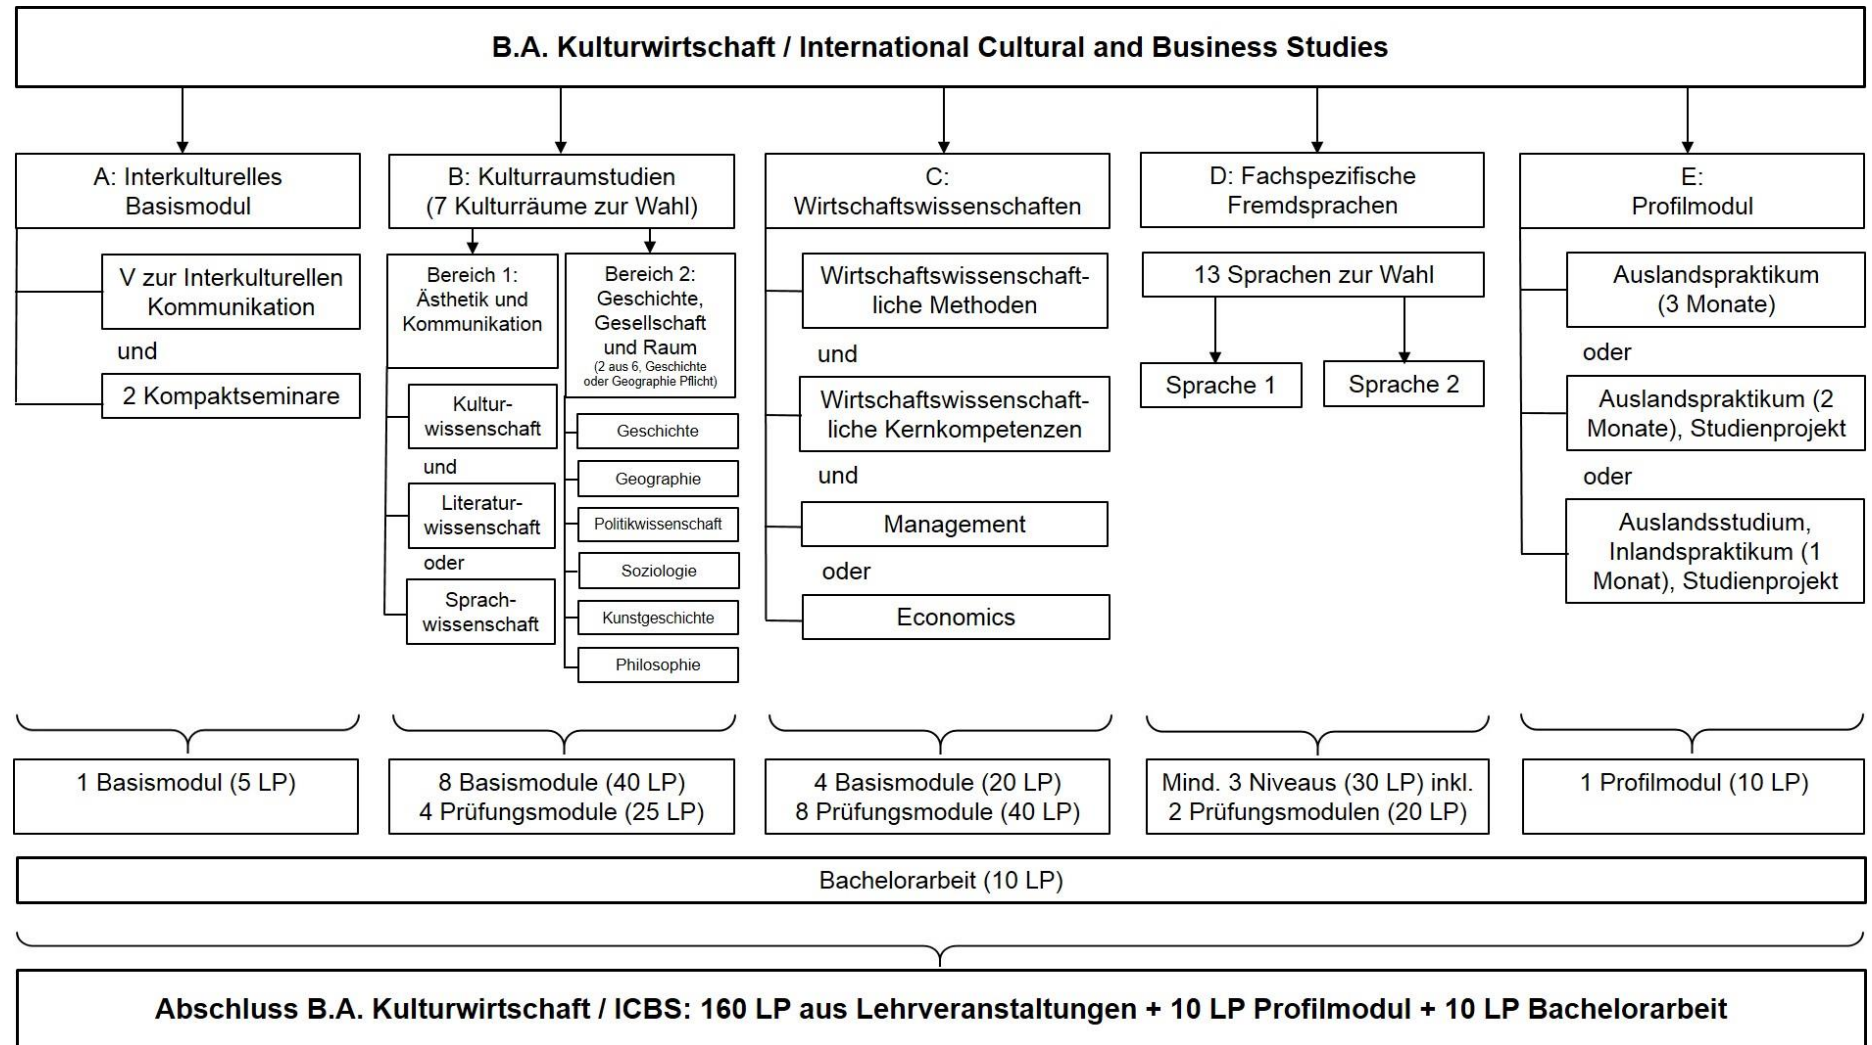 B.A. Kulturwirtschaft / International Cultural and Business Studies
A: Interkulturelles
Basismodul
V zur Interkulturellen
Kommunikation
und
2 Kompaktseminare
B: Kulturraumstudien
(7 Kulturräume zur Wahl)
Bereich 1:
Ästhetik und
Kommunikation
Kultur-
wissenschaft
und
Literatur-
wissenschaft
oder
Sprach-
wissenschaft
Bereich 2:
Geschichte,
Gesellschaft
und Raum
(2 aus 6, Geschichte
oder Geographie Pflicht)
Geschichte
Geographie
Politikwissenschaft
Soziologie
Kunstgeschichte
Philosophie
C:
Wirtschaftswissenschaften
Wirtschaftswissenschaft-
liche Methoden
und
Wirtschaftswissenschaft-
liche Kernkompetenzen
und
Management
oder
Economics
D: Fachspezifische
Fremdsprachen
13 Sprachen zur Wahl
Sprache 1
Sprache 2
E:
Profilmodul
Auslandspraktikum
(3 Monate)
oder
Auslandspraktikum (2
Monate), Studienprojekt
oder
Auslandsstudium,
Inlandspraktikum (1
Monat), Studienprojekt
1 Basismodul (5 LP)
8 Basismodule (40 LP)
4 Prüfungsmodule (25 LP)
4 Basismodule (20 LP)
8 Prüfungsmodule (40 LP)
Mind. 3 Niveaus (30 LP) inkl.
2 Prüfungsmodulen (20 LP)
1 Profilmodul (10 LP)
Bachelorarbeit (10 LP)
Abschluss B.A. Kulturwirtschaft / ICBS: 160 LP aus Lehrveranstaltungen + 10 LP Profilmodul + 10 LP Bachelorarbeit